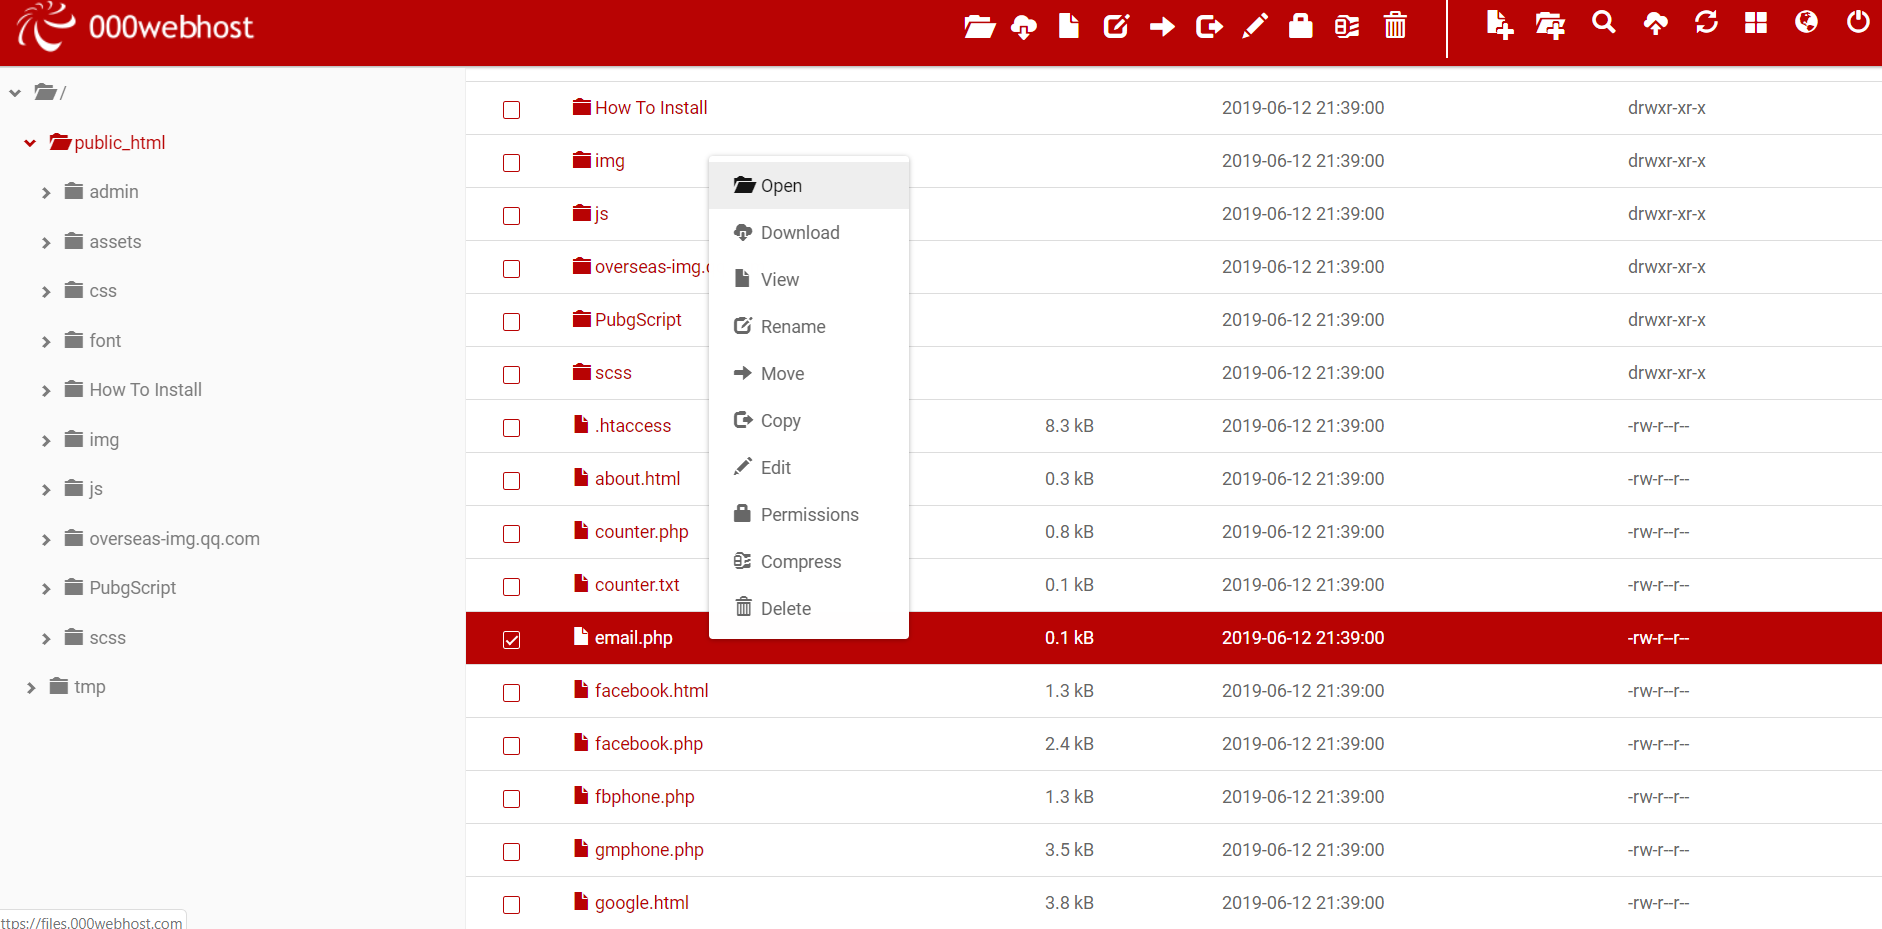 000webhost
/
public_html
admin
assets
css
font
How To Install
img
js
overseas-img.qq.com
PubgScript
scss
tmp
How To Install 2019-06-12 21:39:00 drwxr-xr-x
img 2019-06-12 21:39:00 drwxr-xr-x
js 2019-06-12 21:39:00 drwxr-xr-x
overseas-img. 2019-06-12 21:39:00 drwxr-xr-x
PubgScript 2019-06-12 21:39:00 drwxr-xr-x
scss 2019-06-12 21:39:00 drwxr-xr-x
.htaccess 8.3 kB 2019-06-12 21:39:00 -rw-r--r--
about.html 0.3 kB 2019-06-12 21:39:00 -rw-r--r--
counter.php 0.8 kB 2019-06-12 21:39:00 -rw-r--r--
counter.txt 0.1 kB 2019-06-12 21:39:00 -rw-r--r--
email.php 0.1 kB 2019-06-12 21:39:00 -rw-r--r--
facebook.html 1.3 kB 2019-06-12 21:39:00 -rw-r--r--
facebook.php 2.4 kB 2019-06-12 21:39:00 -rw-r--r--
fbphone.php 1.3 kB 2019-06-12 21:39:00 -rw-r--r--
gmphone.php 3.5 kB 2019-06-12 21:39:00 -rw-r--r--
google.html 3.8 kB 2019-06-12 21:39:00 -rw-r--r--
Open
Download
View
Rename
Move
Copy
Edit
Permissions
Compress
Delete
ttps://files.000webhost.com